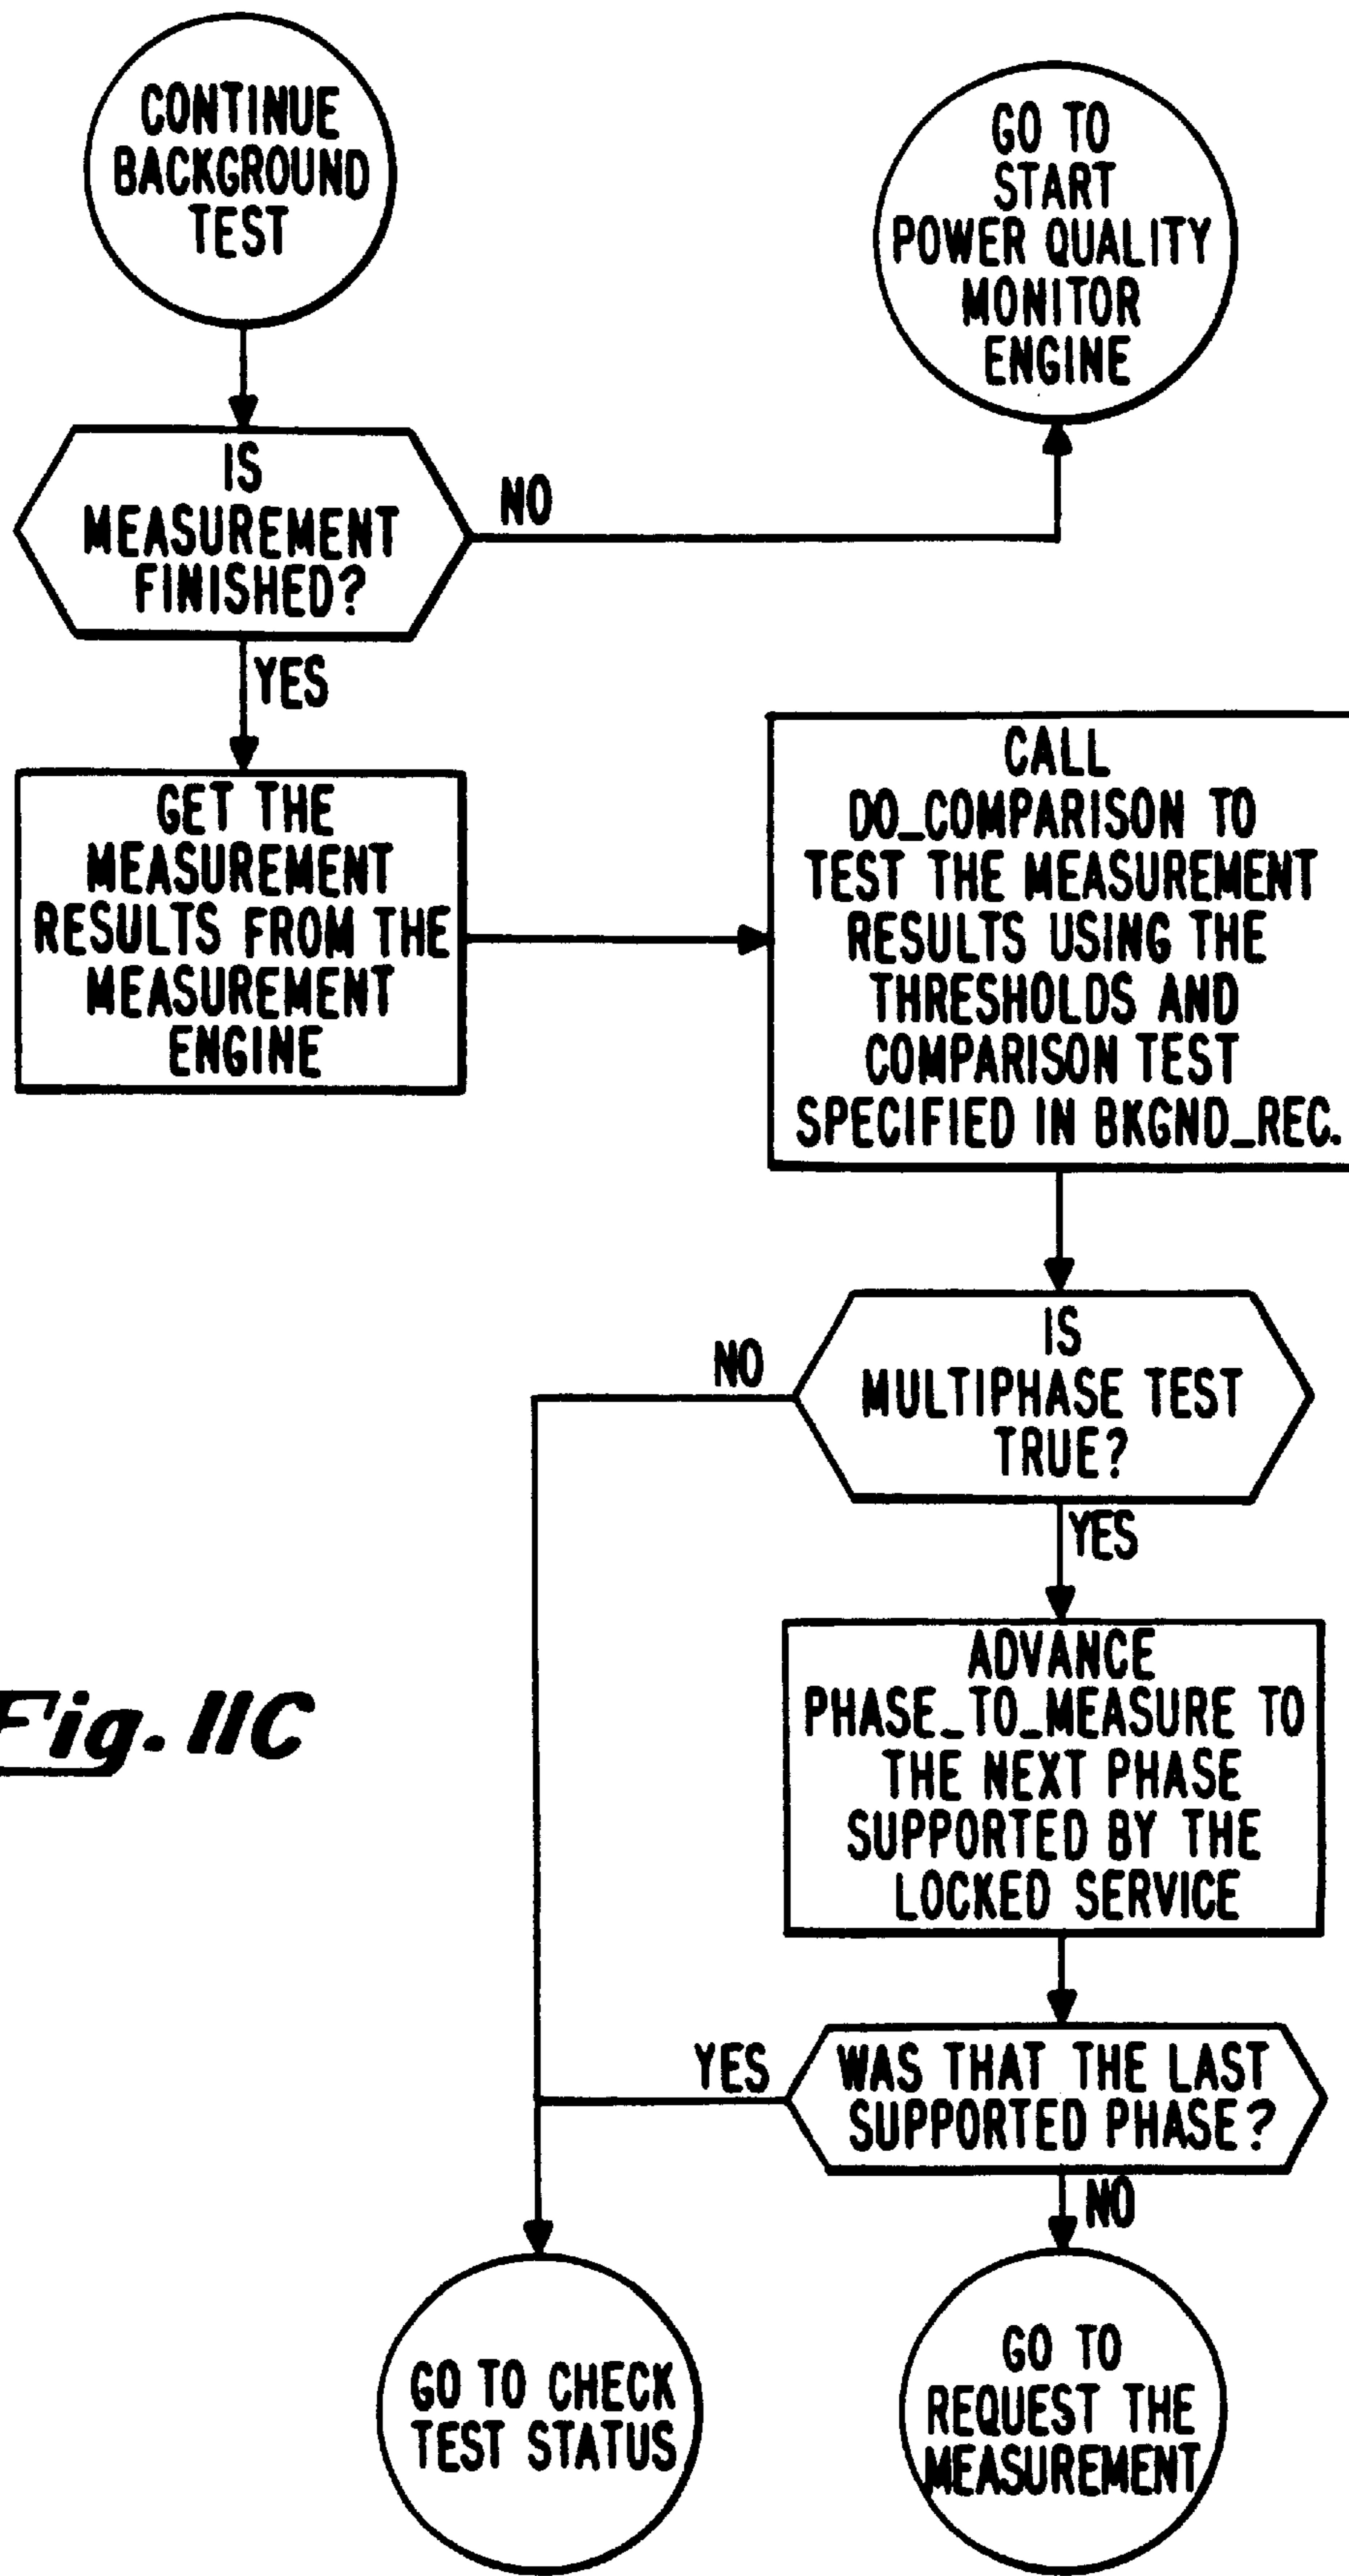 CONTINUE
BACKGROUND
TEST
GO TO
START
POWER QUALITY
MONITOR
ENGINE
IS
MEASUREMENT
FINISHED?
NO
YES
GET THE
MEASUREMENT
RESULTS FROM THE
MEASUREMENT
ENGINE
CALL
DO_COMPARISON TO
TEST THE MEASUREMENT
RESULTS USING THE
THRESHOLDS AND
COMPARISON TEST
SPECIFIED IN BKGND_REC.
IS
MULTIPHASE TEST
TRUE?
NO
YES
ADVANCE
PHASE_TO_MEASURE TO
THE NEXT PHASE
SUPPORTED BY THE
LOCKED SERVICE
Fig. 11C
WAS THAT THE LAST
SUPPORTED PHASE?
YES
NO
GO TO CHECK
TEST STATUS
GO TO
REQUEST THE
MEASUREMENT